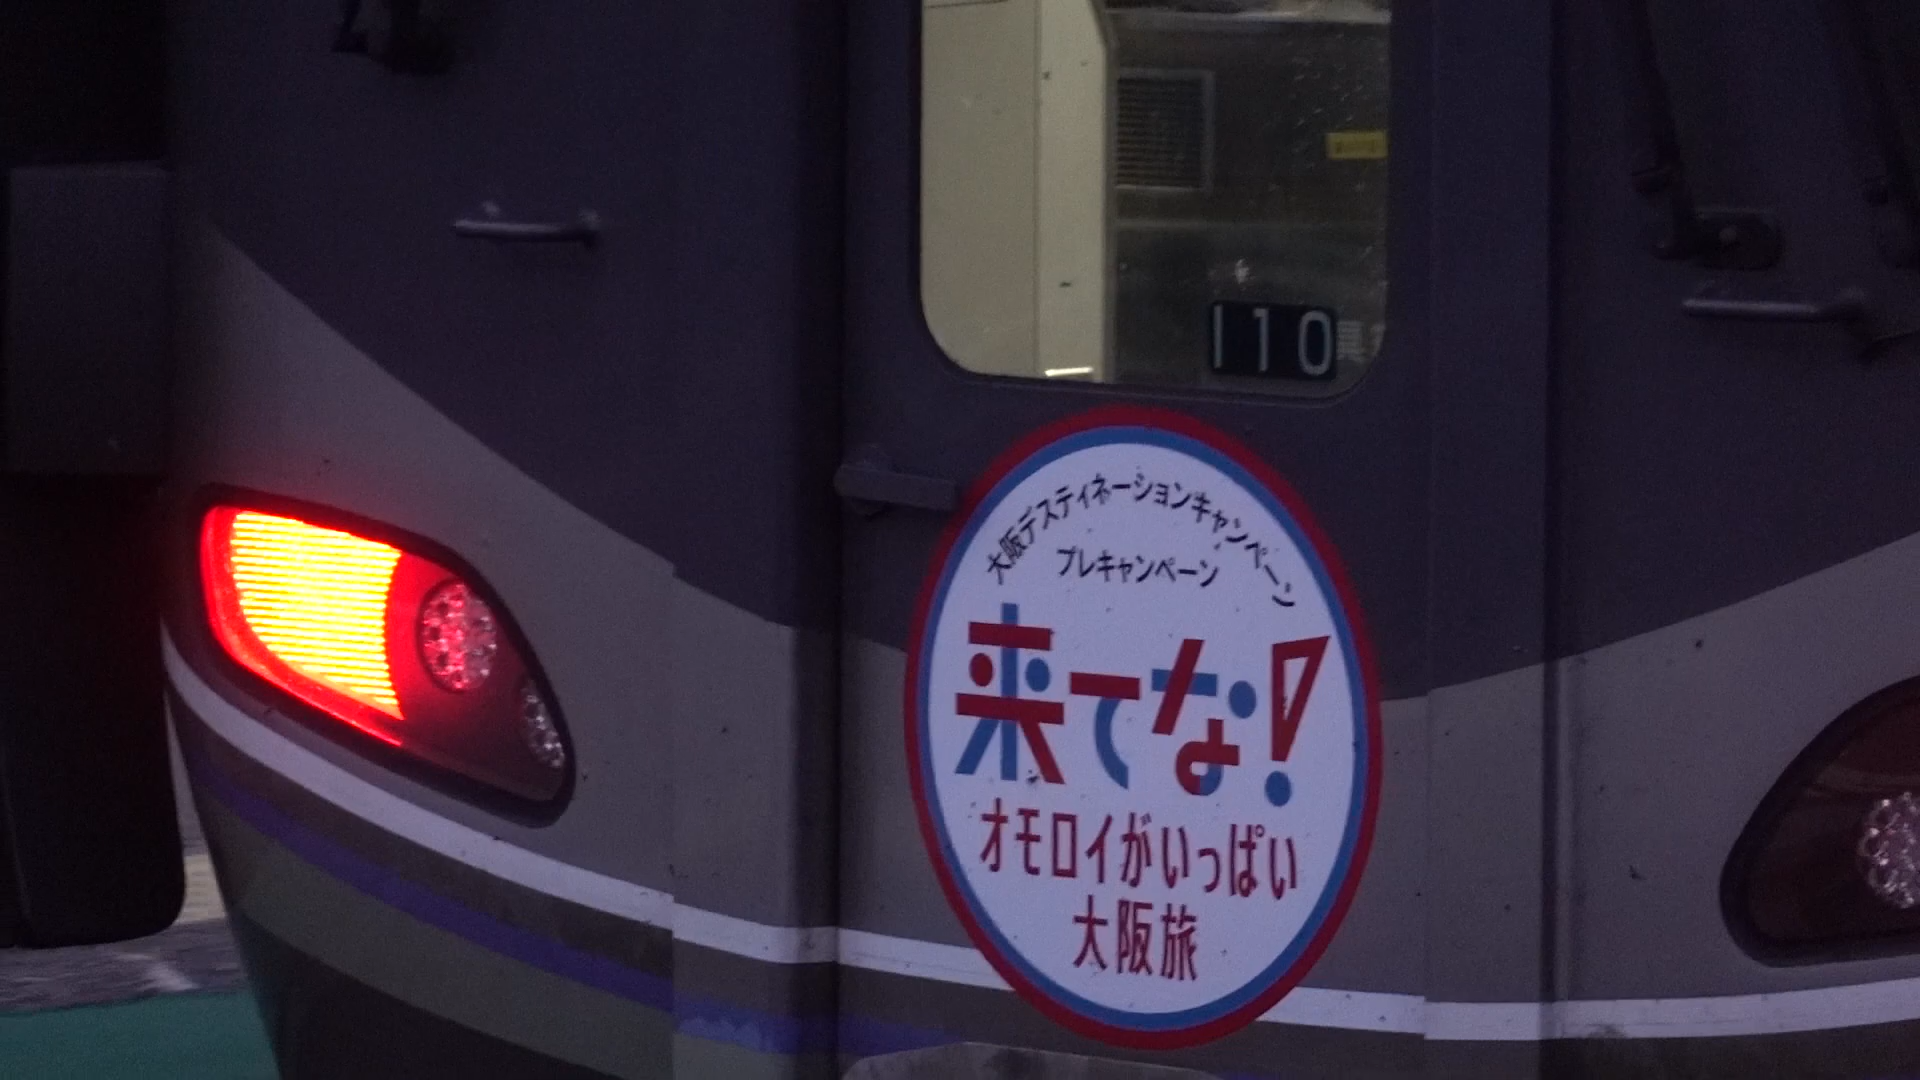 110
大阪デスティネーションキャンペーン
プレキャンペーン
来てな!
オモロイがいっぱい
大阪旅